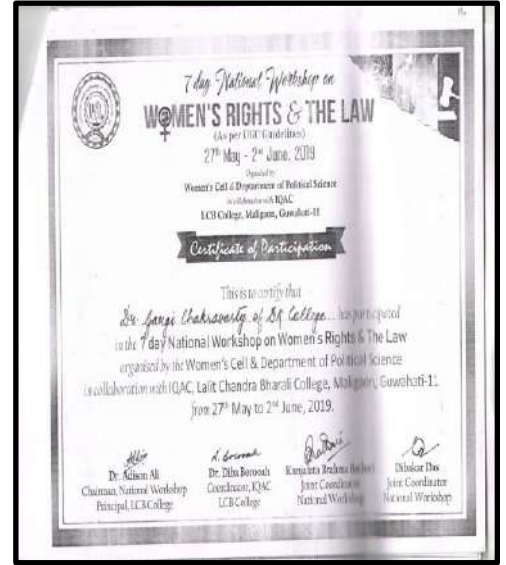 7 day National Workshop on
WOMEN'S RIGHTS & THE LAW
(As per UGC Guidelines)
27th May - 2nd June, 2019
Organised by
Women's Cell & Department of Political Science
in collaboration with IQAC
LCB College, Maligaon, Guwahati-11
Certificate of Participation
This is to certify that
Dr. Gargi Chakravarty of DK College has participated
in the 7 day National Workshop on Women's Rights & The Law
organised by the Women's Cell & Department of Political Science
in collaboration with IQAC, Lalit Chandra Bharali College, Maligaon, Guwahati-11
from 27th May to 2nd June, 2019.
Dr. Adison Ali
Chairman, National Workshop
Principal, LCB College
Dr. Diba Borooah
Coordinator, IQAC
LCB College
Kanjalata Brahma
Joint Coordinator
National Workshop
Dibakar Das
Joint Coordinator
National Workshop